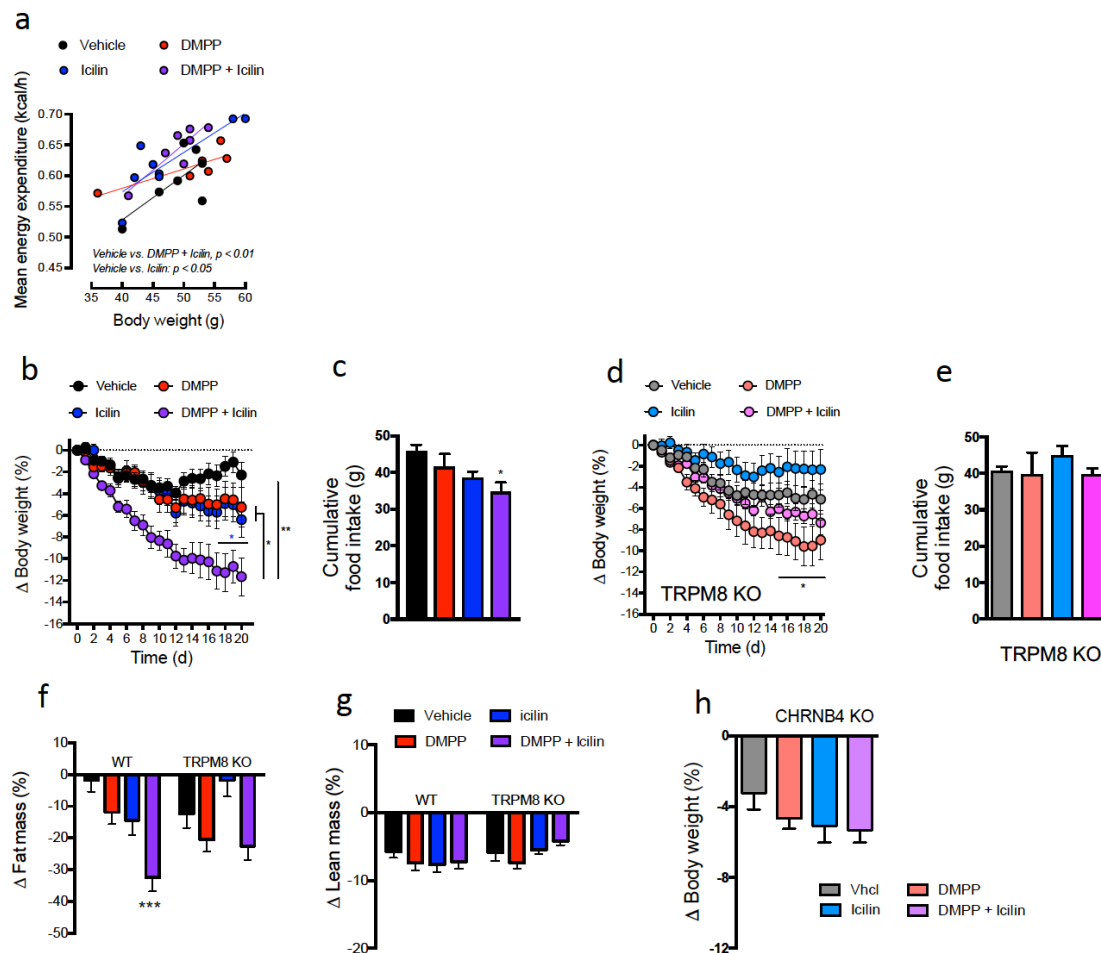 a
Vehicle
DMPP
Icilin
DMPP + Icilin
Mean energy expenditure (kcal/h)
0.70
0.65
0.60
0.55
0.50
0.45
Vehicle vs. DMPP + Icilin, p < 0.01
Vehicle vs. Icilin: p < 0.05
35 40 45 50 55 60
Body weight (g)
b
Vehicle
DMPP
Icilin
DMPP + Icilin
Δ Body weight (%)
0
-2
-4
-6
-8
-10
-12
-14
-16
*
*
**
0 2 4 6 8 10 12 14 16 18 20
Time (d)
c
Cumulative
food intake (g)
50
40
30
20
10
0
*
d
Vehicle
DMPP
Icilin
DMPP + Icilin
Δ Body weight (%)
0
-2
-4
-6
-8
-10
-12
-14
-16
*
TRPM8 KO
0 2 4 6 8 10 12 14 16 18 20
Time (d)
e
Cumulative
food intake (g)
50
40
30
20
10
0
TRPM8 KO
f
Δ Fat mass (%)
10
0
-10
-20
-30
-40
-50
WT
TRPM8 KO
***
g
Vehicle
icilin
DMPP
DMPP + Icilin
Δ Lean mass (%)
10
0
-10
-20
WT
TRPM8 KO
h
CHRNB4 KO
Δ Body weight (%)
0
-4
-8
-12
Vhcl
DMPP
Icilin
DMPP + Icilin